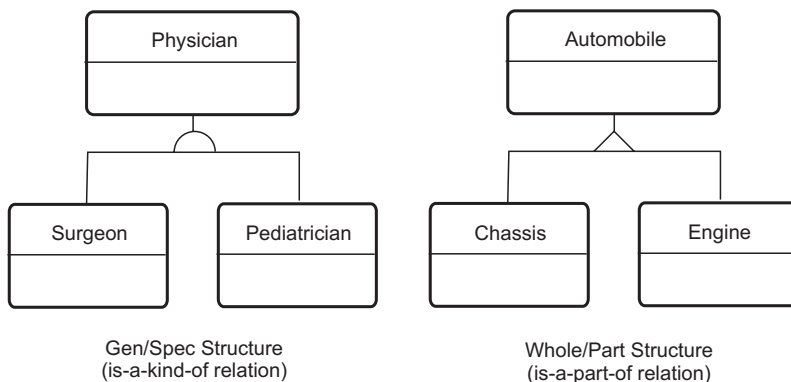 Physician
Automobile
Surgeon
Pediatrician
Chassis
Engine
Gen/Spec Structure
(is-a-kind-of relation)
Whole/Part Structure
(is-a-part-of relation)